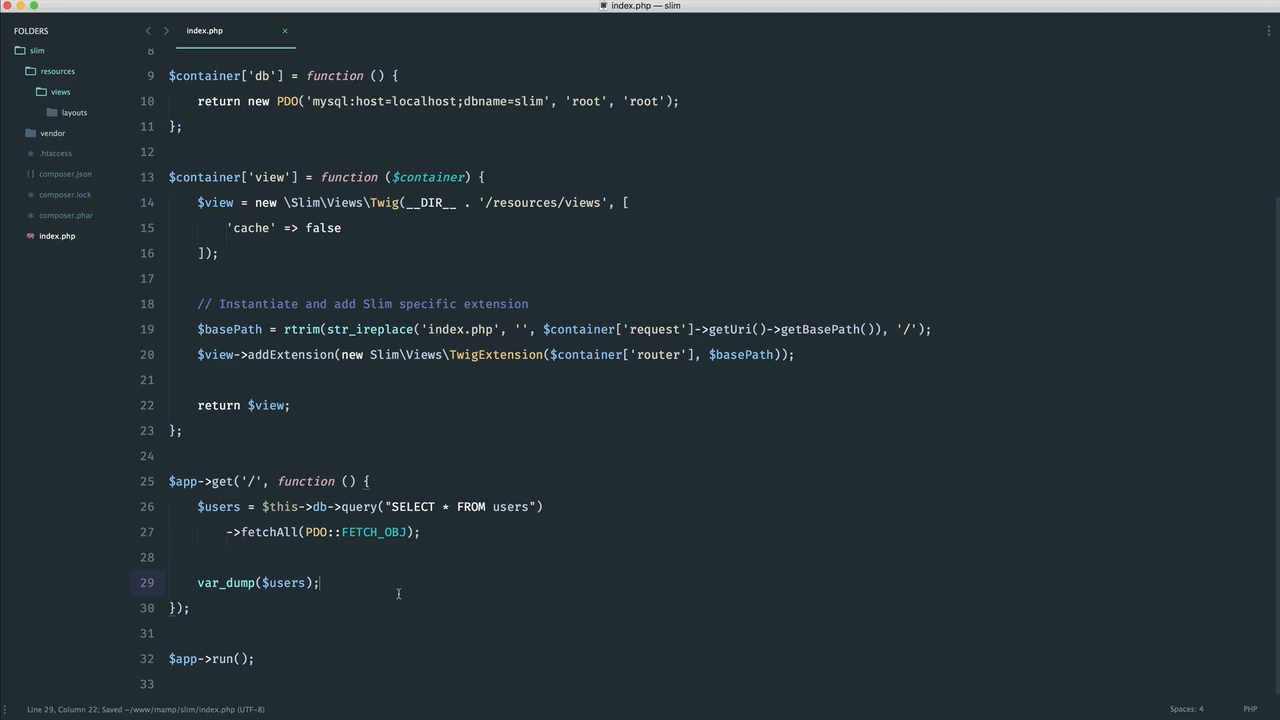 index.php — slim
FOLDERS
slim
resources
views
layouts
vendor
.htaccess
composer.json
composer.lock
composer.phar
index.php
index.php ×
8
9 $container['db'] = function () {
10 return new PDO('mysql:host=localhost;dbname=slim', 'root', 'root');
11 };
12
13 $container['view'] = function ($container) {
14 $view = new \Slim\Views\Twig(__DIR__ . '/resources/views', [
15 'cache' => false
16 ]);
17
18 // Instantiate and add Slim specific extension
19 $basePath = rtrim(str_ireplace('index.php', '', $container['request']->getUri()->getBasePath()), '/');
20 $view->addExtension(new Slim\Views\TwigExtension($container['router'], $basePath));
21
22 return $view;
23 };
24
25 $app->get('/', function () {
26 $users = $this->db->query("SELECT * FROM users")
27 ->fetchAll(PDO::FETCH_OBJ);
28
29 var_dump($users);
30 });
31
32 $app->run();
33
Line 29, Column 22; Saved ~/www/mamp/slim/index.php (UTF-8)
Spaces: 4 PHP